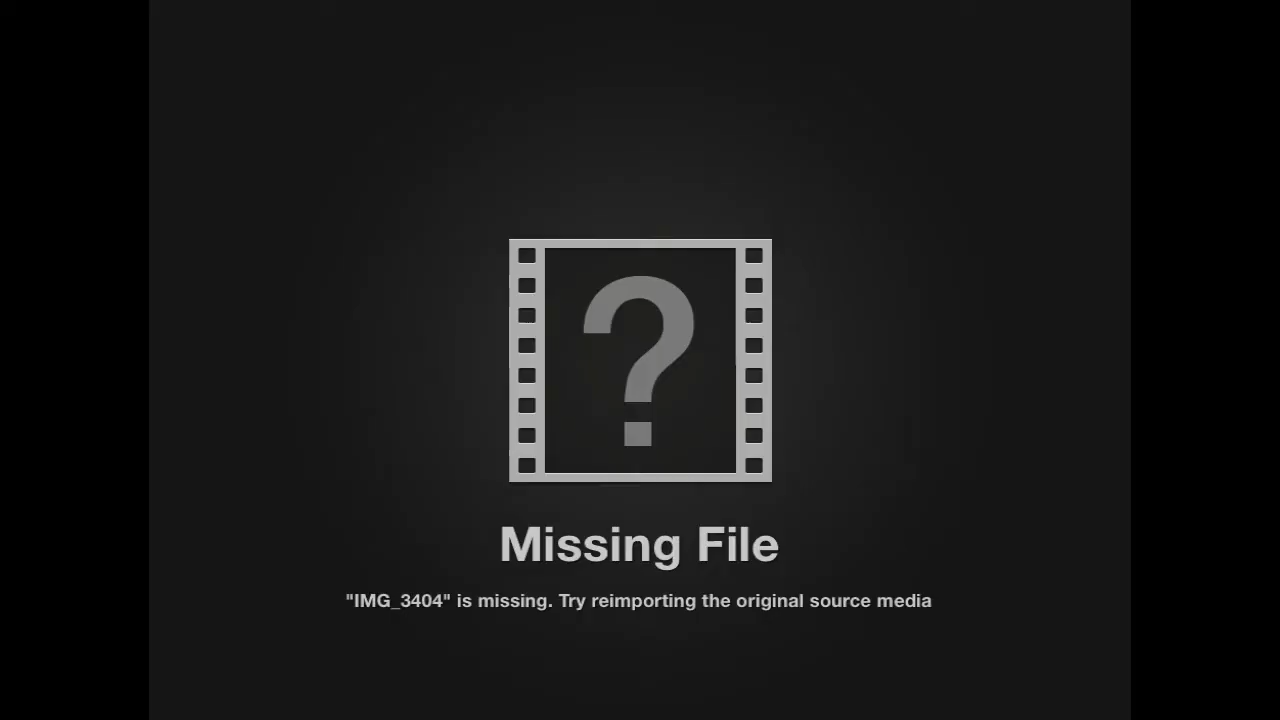 ?
Missing File
"IMG_3404" is missing. Try reimporting the original source media